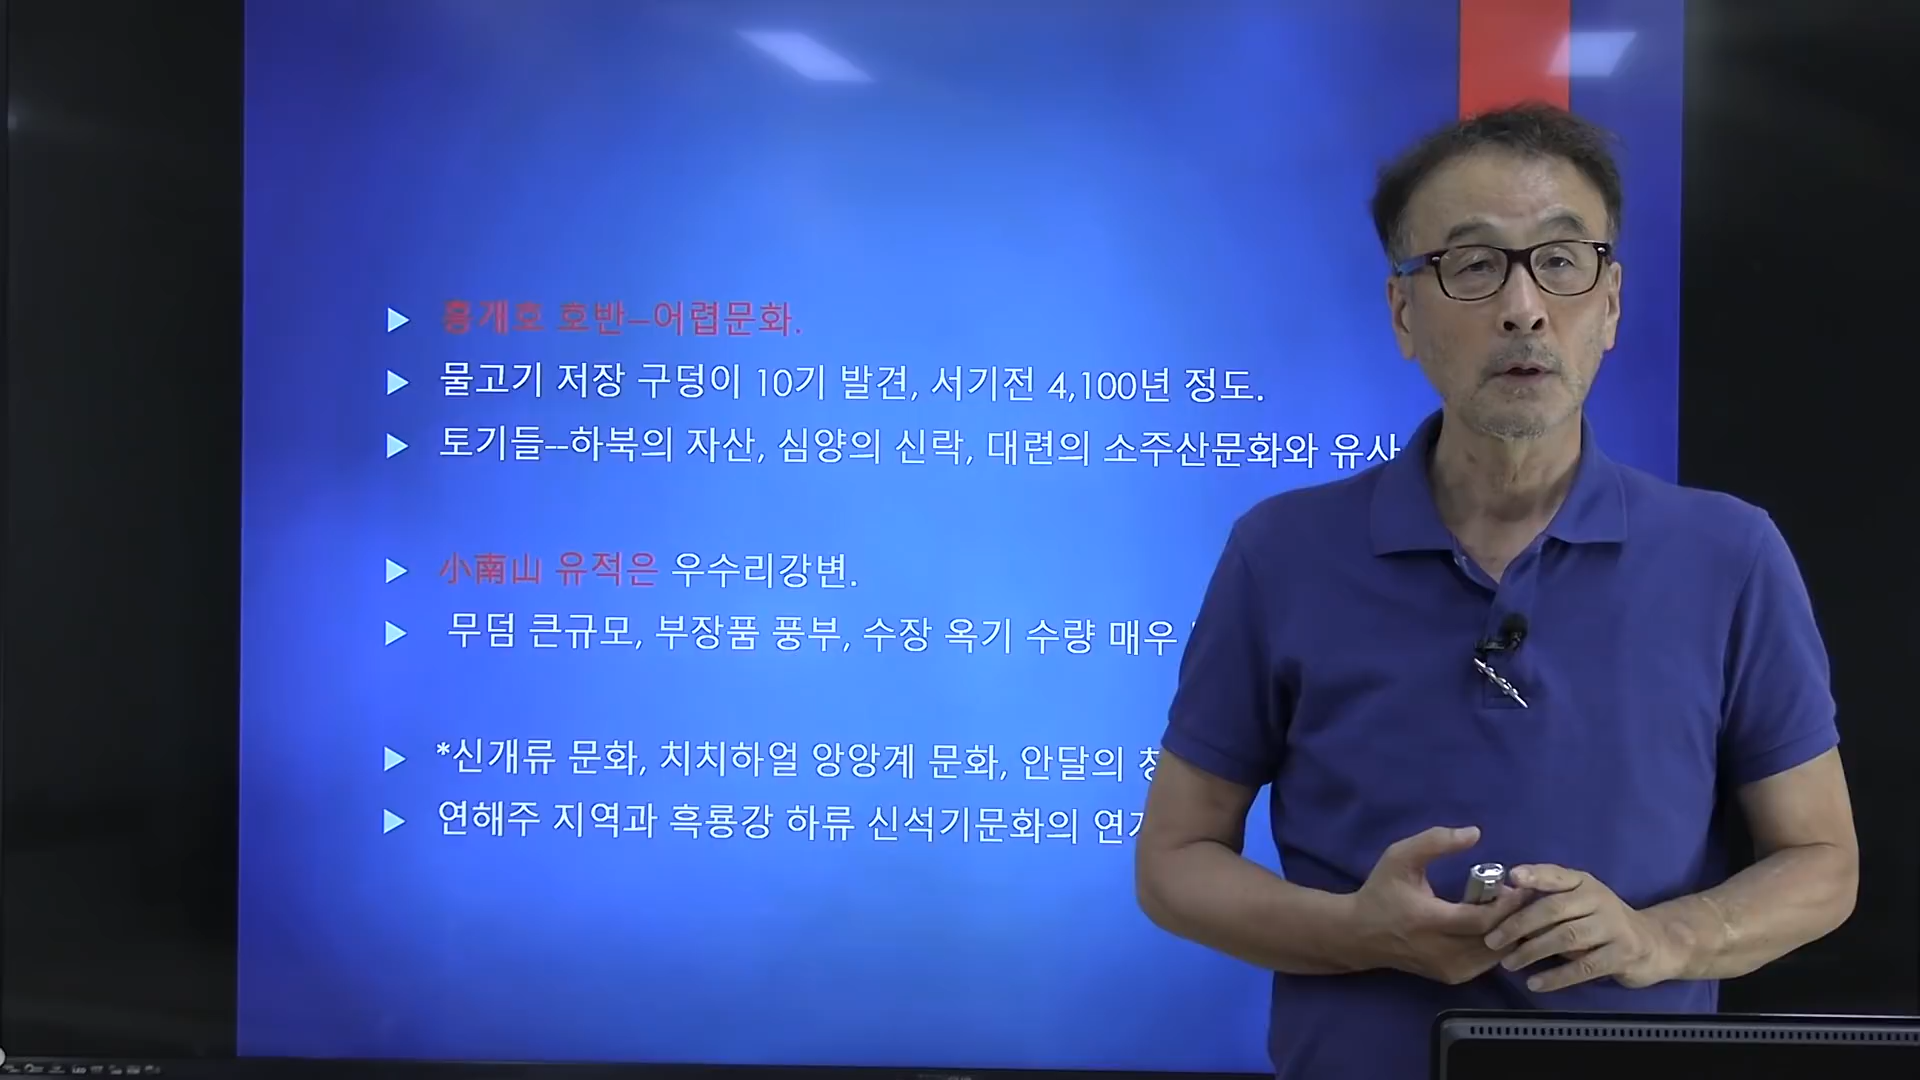 흥개호 호반–어렵문화.
물고기 저장 구덩이 10기 발견, 서기전 4,100년 정도.
토기들--하북의 자산, 심양의 신락, 대련의 소주산문화와 유사
小南山 유적은 우수리강변.
무덤 큰규모, 부장품 풍부, 수장 옥기 수량 매우
*신개류 문화, 치치하얼 앙앙계 문화, 안달의
연해주 지역과 흑룡강 하류 신석기문화의